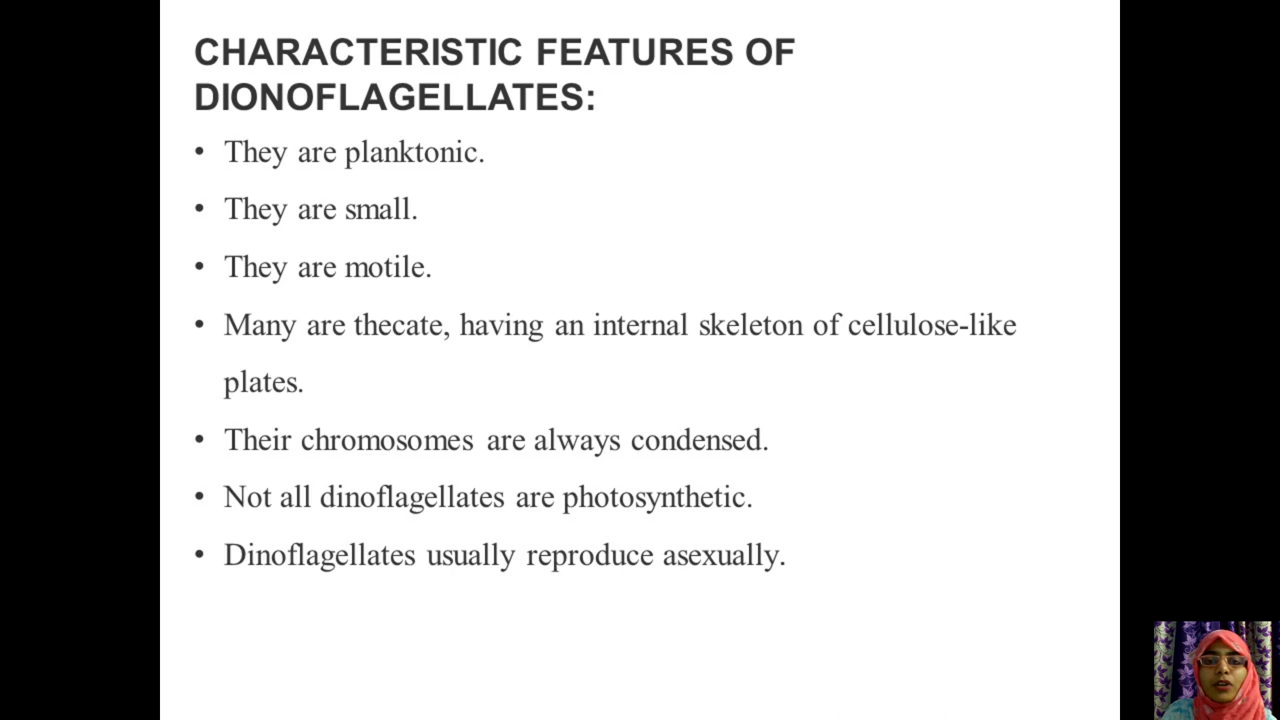 CHARACTERISTIC FEATURES OF
DIONOFLAGELLATES:
• They are planktonic.
• They are small.
• They are motile.
• Many are thecate, having an internal skeleton of cellulose-like
plates.
• Their chromosomes are always condensed.
• Not all dinoflagellates are photosynthetic.
• Dinoflagellates usually reproduce asexually.